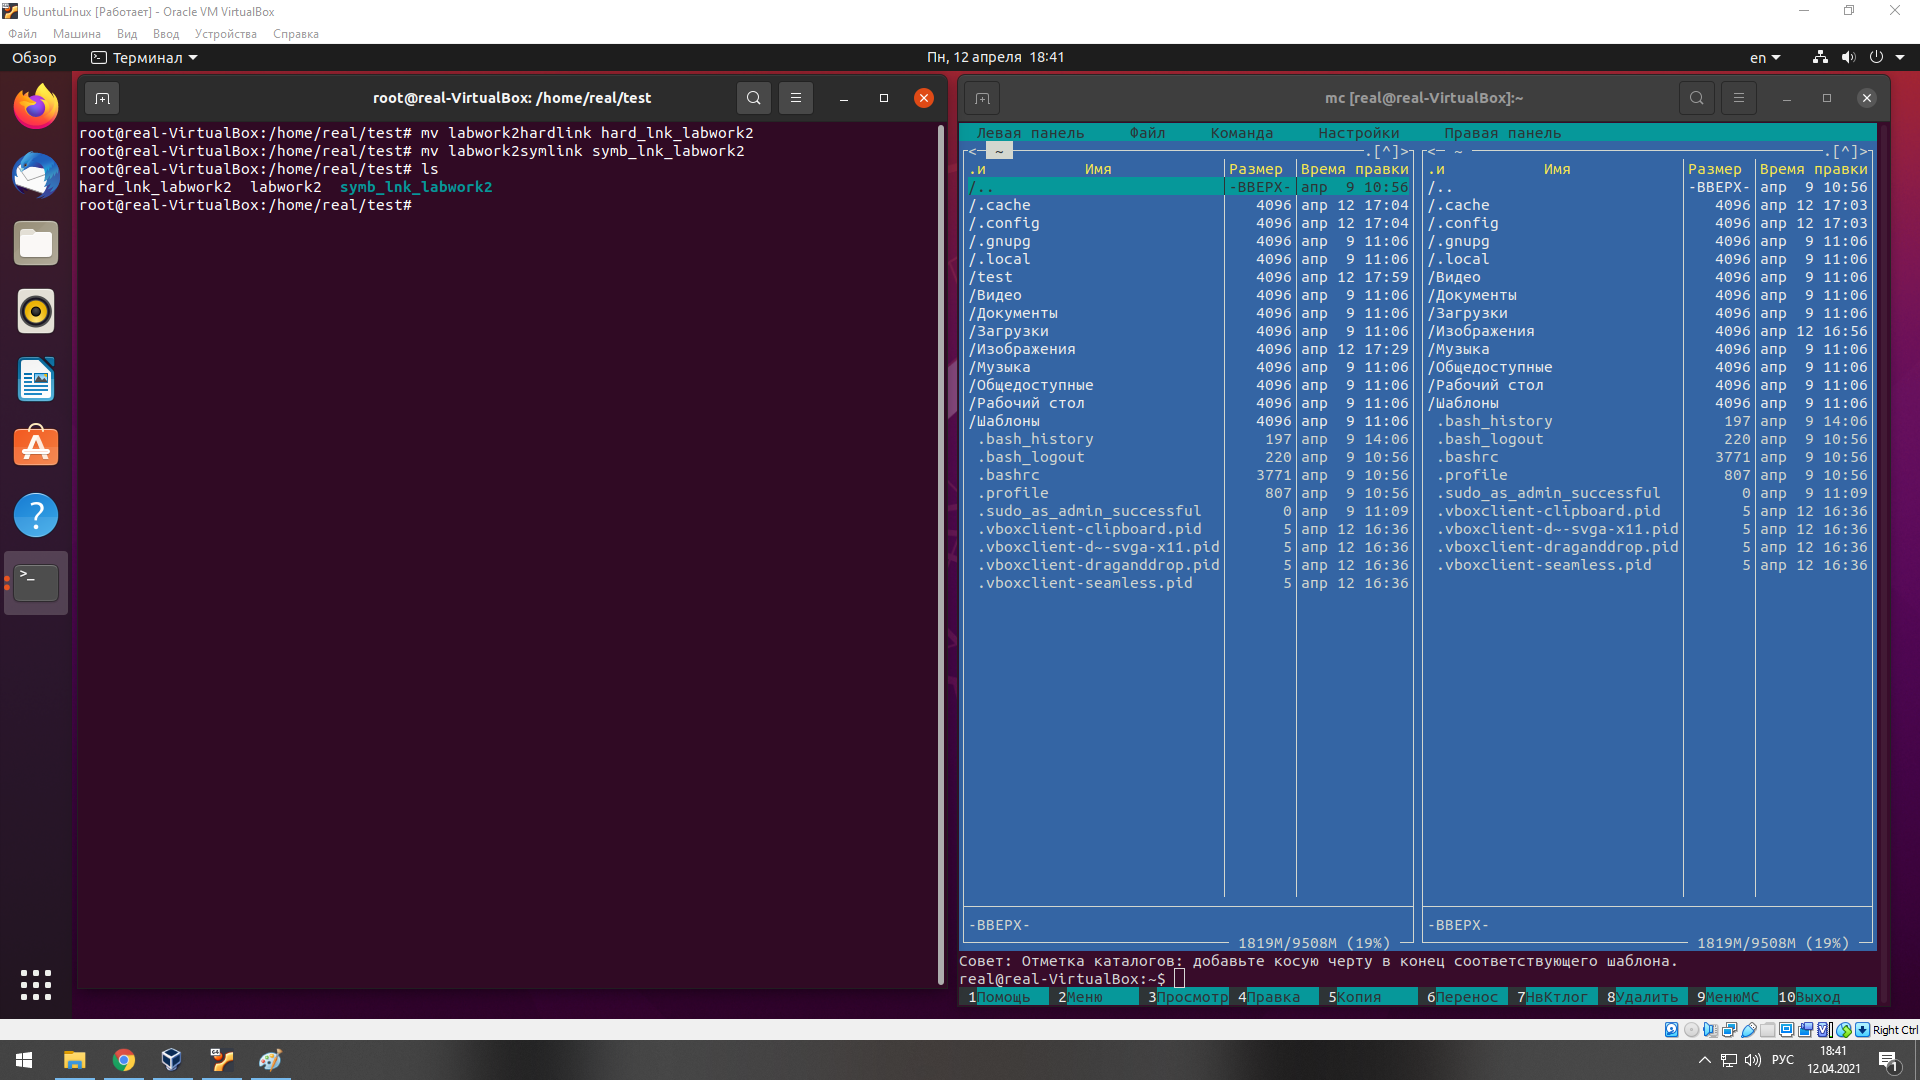 UbuntuLinux [Работает] - Oracle VM VirtualBox
Файл Машина Вид Ввод Устройства Справка
Обзор Терминал Пн, 12 апреля 18:41 en
root@real-VirtualBox: /home/real/test
root@real-VirtualBox:/home/real/test# mv labwork2hardlink hard_lnk_labwork2
root@real-VirtualBox:/home/real/test# mv labwork2symlink symb_lnk_labwork2
root@real-VirtualBox:/home/real/test# ls
hard_lnk_labwork2 labwork2 symb_lnk_labwork2
root@real-VirtualBox:/home/real/test#
mc [real@real-VirtualBox]:~
Левая панель Файл Команда Настройки Правая панель
<- ~ .[^]>
.и Имя Размер Время правки
/.. -ВВЕРХ- апр 9 10:56
/.cache 4096 апр 12 17:04
/.config 4096 апр 12 17:04
/.gnupg 4096 апр 9 11:06
/.local 4096 апр 9 11:06
/test 4096 апр 12 17:59
/Видео 4096 апр 9 11:06
/Документы 4096 апр 9 11:06
/Загрузки 4096 апр 9 11:06
/Изображения 4096 апр 12 17:29
/Музыка 4096 апр 9 11:06
/Общедоступные 4096 апр 9 11:06
/Рабочий стол 4096 апр 9 11:06
/Шаблоны 4096 апр 9 11:06
.bash_history 197 апр 9 14:06
.bash_logout 220 апр 9 10:56
.bashrc 3771 апр 9 10:56
.profile 807 апр 9 10:56
.sudo_as_admin_successful 0 апр 9 11:09
.vboxclient-clipboard.pid 5 апр 12 16:36
.vboxclient-d~-svga-x11.pid 5 апр 12 16:36
.vboxclient-draganddrop.pid 5 апр 12 16:36
.vboxclient-seamless.pid 5 апр 12 16:36
-ВВЕРХ-
1819M/9508M (19%)
<- ~ .[^]>
.и Имя Размер Время правки
/.. -ВВЕРХ- апр 9 10:56
/.cache 4096 апр 12 17:03
/.config 4096 апр 12 17:03
/.gnupg 4096 апр 9 11:06
/.local 4096 апр 9 11:06
/Видео 4096 апр 9 11:06
/Документы 4096 апр 9 11:06
/Загрузки 4096 апр 9 11:06
/Изображения 4096 апр 12 16:56
/Музыка 4096 апр 9 11:06
/Общедоступные 4096 апр 9 11:06
/Рабочий стол 4096 апр 9 11:06
/Шаблоны 4096 апр 9 11:06
.bash_history 197 апр 9 14:06
.bash_logout 220 апр 9 10:56
.bashrc 3771 апр 9 10:56
.profile 807 апр 9 10:56
.sudo_as_admin_successful 0 апр 9 11:09
.vboxclient-clipboard.pid 5 апр 12 16:36
.vboxclient-d~-svga-x11.pid 5 апр 12 16:36
.vboxclient-draganddrop.pid 5 апр 12 16:36
.vboxclient-seamless.pid 5 апр 12 16:36
-ВВЕРХ-
1819M/9508M (19%)
Совет: Отметка каталогов: добавьте косую черту в конец соответствующего шаблона.
real@real-VirtualBox:~$
1Помощь 2Меню 3Просмотр 4Правка 5Копия 6Перенос 7НвКтлог 8Удалить 9МенюМС 10Выход
Right Ctrl
РУС 18:41
12.04.2021
1